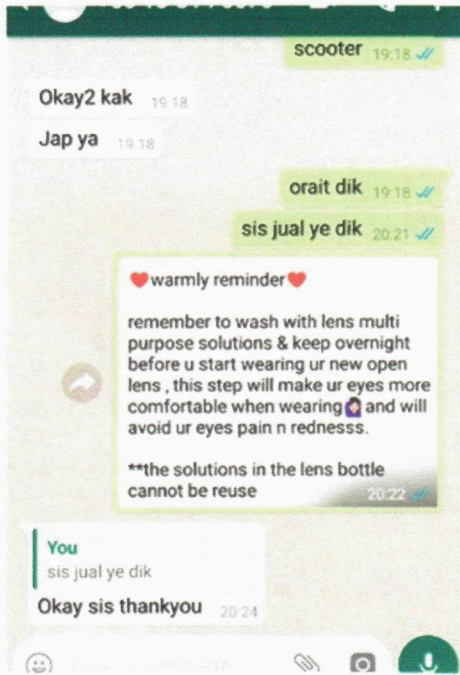 scooter 19:18
Okay2 kak 19:18
Jap ya 19:18
orait dik 19:18
sis jual ye dik 20:21
❤️warmly reminder❤️
remember to wash with lens multi
purpose solutions & keep overnight
before u start wearing ur new open
lens , this step will make ur eyes more
comfortable when wearing🙆🏻‍♀️and will
avoid ur eyes pain n rednesss.
**the solutions in the lens bottle
cannot be reuse 20:22
You
sis jual ye dik
Okay sis thankyou 20:24
Type a message